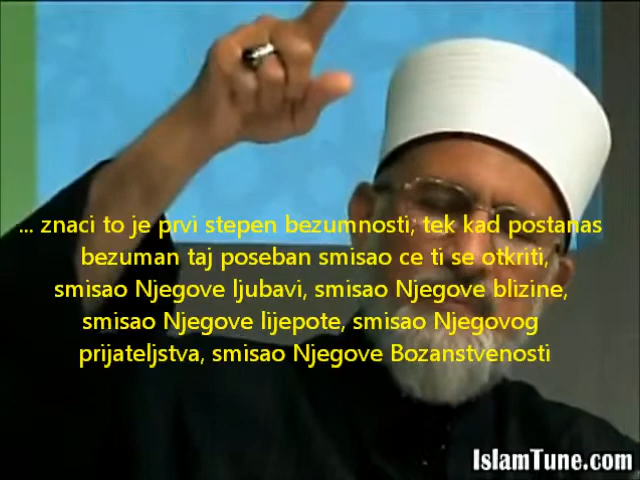 ... znaci to je prvi stepen bezumnosti, tek kad postanas
bezuman taj poseban smisao ce ti se otkriti,
smisao Njegove ljubavi, smisao Njegove blizine,
smisao Njegove lijepote, smisao Njegovog
prijateljstva, smisao Njegove Bozanstvenosti
IslamTune.com